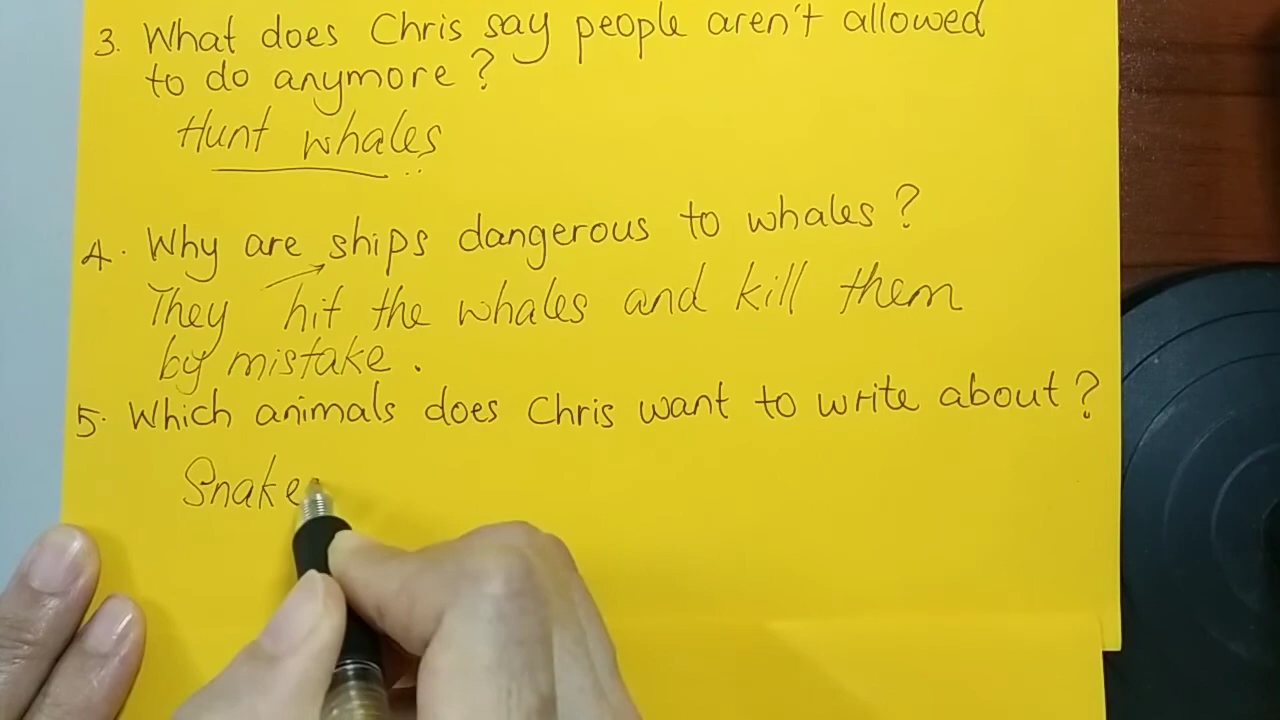 3. What does Chris say people aren't allowed
to do anymore?
Hunt whales
4. Why are ships dangerous to whales?
They hit the whales and kill them
by mistake.
5. Which animals does Chris want to write about?
Snake